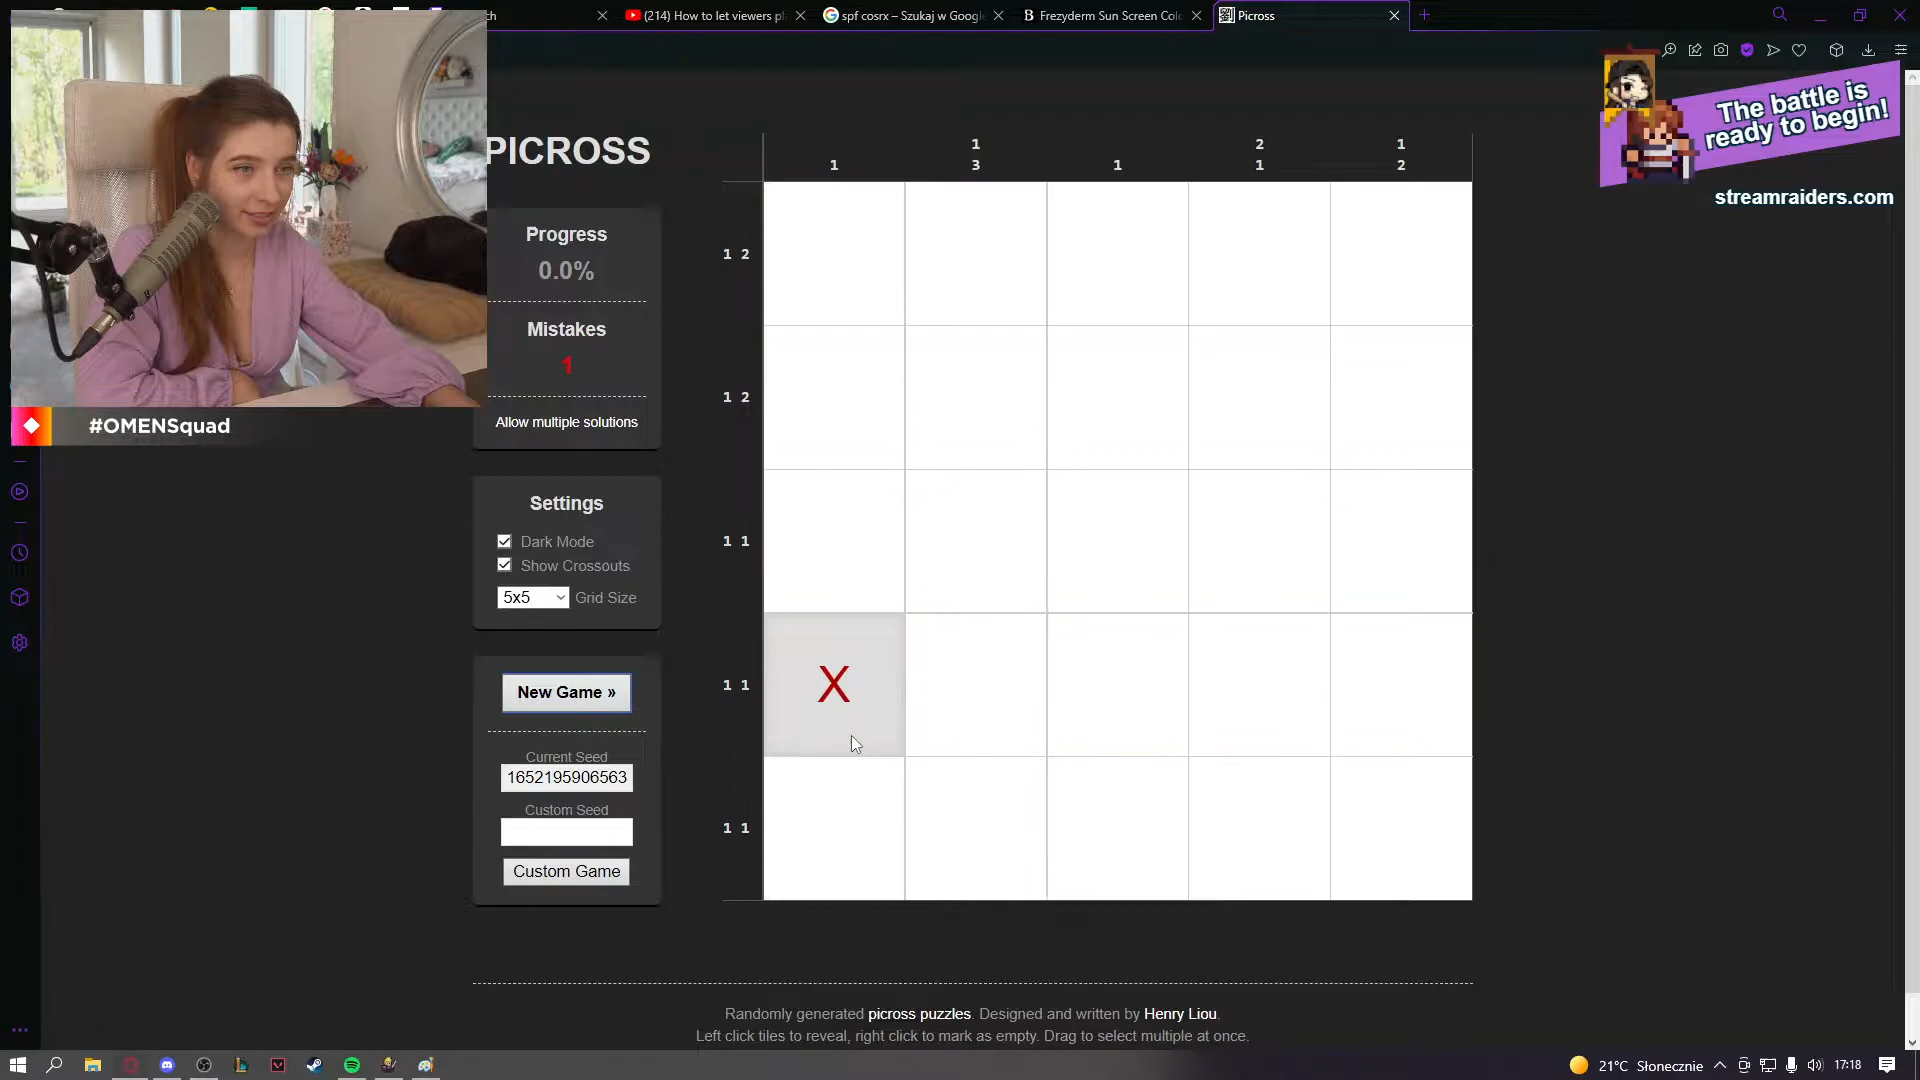 ch
(214) How to let viewers pl
spf cosrx – Szukaj w Google
Frezyderm Sun Screen Colo
Picross
The battle is
ready to begin!
streamraiders.com
#OMENSquad
PICROSS
Progress
0.0%
Mistakes
1
Allow multiple solutions
Settings
Dark Mode
Show Crossouts
5x5 Grid Size
New Game »
Current Seed
1652195906563
Custom Seed
Custom Game
1 2 1
1 3 1 1 2
1 2
1 2
1 1
X
1 1
1 1
Randomly generated picross puzzles. Designed and written by Henry Liou.
Left click tiles to reveal, right click to mark as empty. Drag to select multiple at once.
21°C Słonecznie
17:18